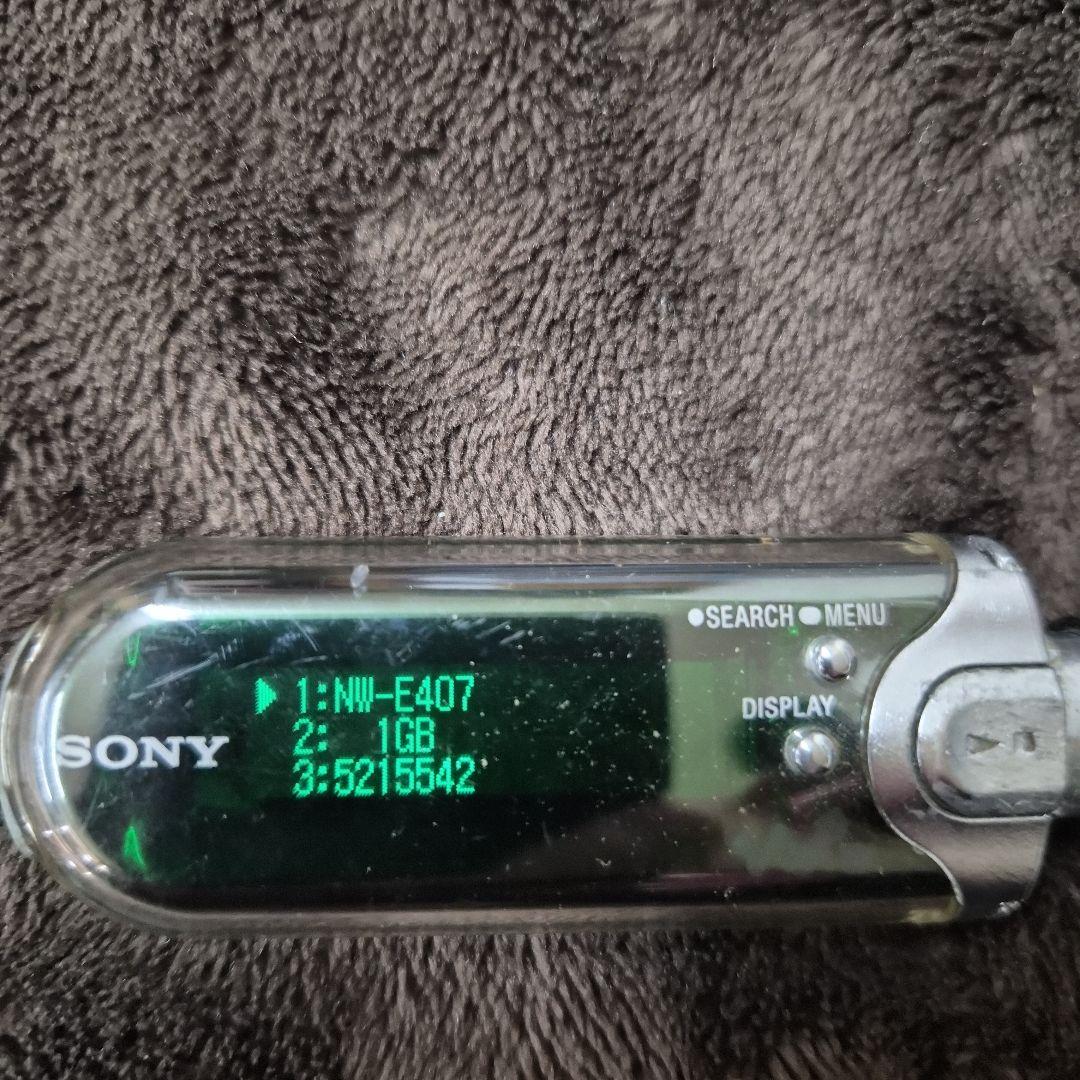 ●SEARCH ⬬MENU
DISPLAY
SONY
▶1:NW-E407
2: 1GB
3:5215542